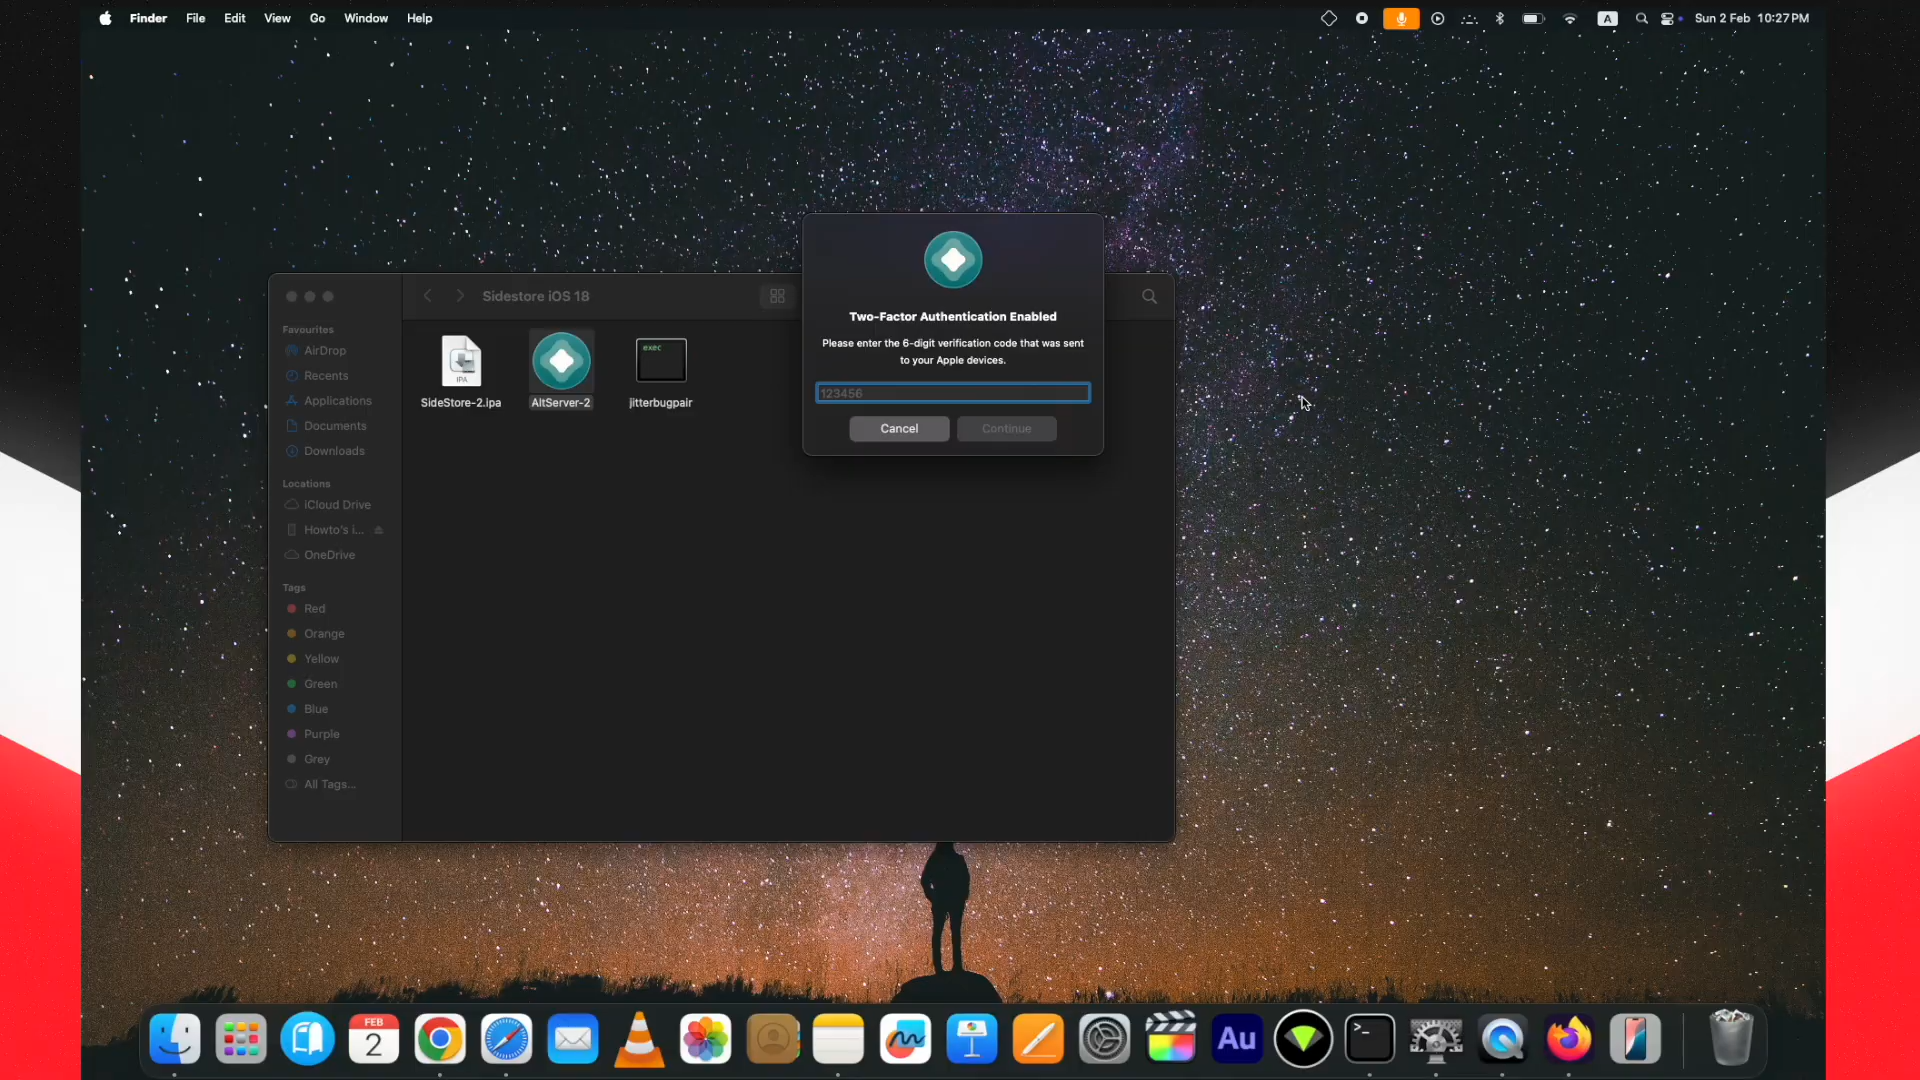 Finder File Edit View Go Window Help
A
Sun 2 Feb 10:27 PM
Sidestore iOS 18
Favourites
AirDrop
Recents
Applications
Documents
Downloads
Locations
iCloud Drive
Howto's i...
OneDrive
Tags
Red
Orange
Yellow
Green
Blue
Purple
Grey
All Tags...
IPA
exec
SideStore-2.ipa
AltServer-2
jitterbugpair
Two-Factor Authentication Enabled
Please enter the 6-digit verification code that was sent
to your Apple devices.
123456
Cancel
Continue
FEB
2
Au
>_